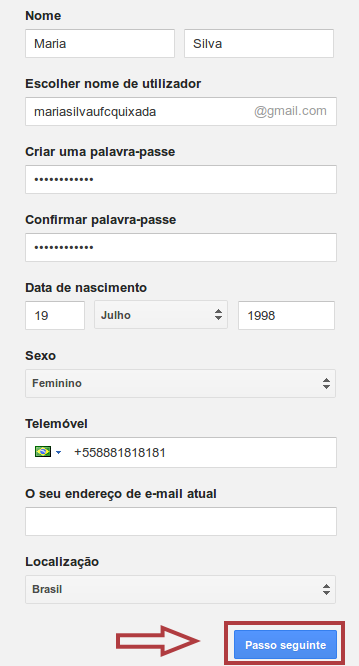 Nome
Maria Silva
Escolher nome de utilizador
mariasilvaufcquixada @gmail.com
Criar uma palavra-passe
••••••••••••
Confirmar palavra-passe
••••••••••••
Data de nascimento
19 Julho 1998
Sexo
Feminino
Telemóvel
+558881818181
O seu endereço de e-mail atual
Localização
Brasil
Passo seguinte